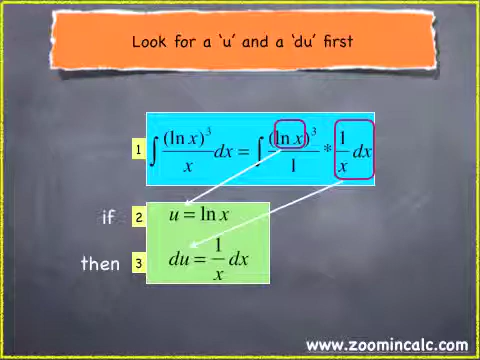 Look for a ‘u’ and a ‘du’ first
1 ∫ (ln x)³/x dx = ∫ (ln x)³/1 * 1/x dx
if 2 u = ln x
then 3 du = 1/x dx
www.zoomincalc.com